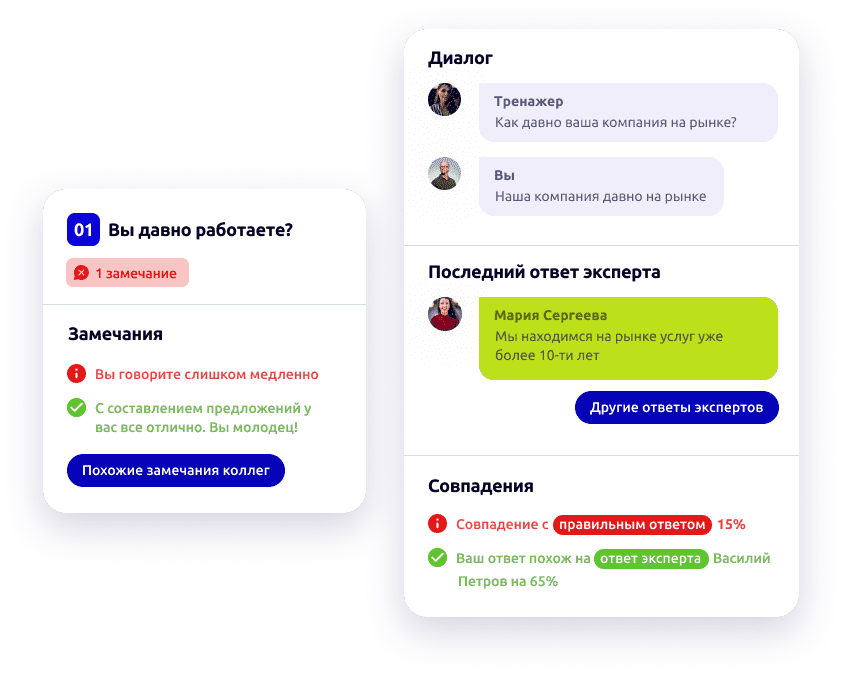 01 Вы давно работаете?
1 замечание
Замечания
Вы говорите слишком медленно
С составлением предложений у
вас все отлично. Вы молодец!
Похожие замечания коллег
Диалог
Тренажер
Как давно ваша компания на рынке?
Вы
Наша компания давно на рынке
Последний ответ эксперта
Мария Сергеева
Мы находимся на рынке услуг уже
более 10-ти лет
Другие ответы экспертов
Совпадения
Совпадение с правильным ответом 15%
Ваш ответ похож на ответ эксперта Василий
Петров на 65%